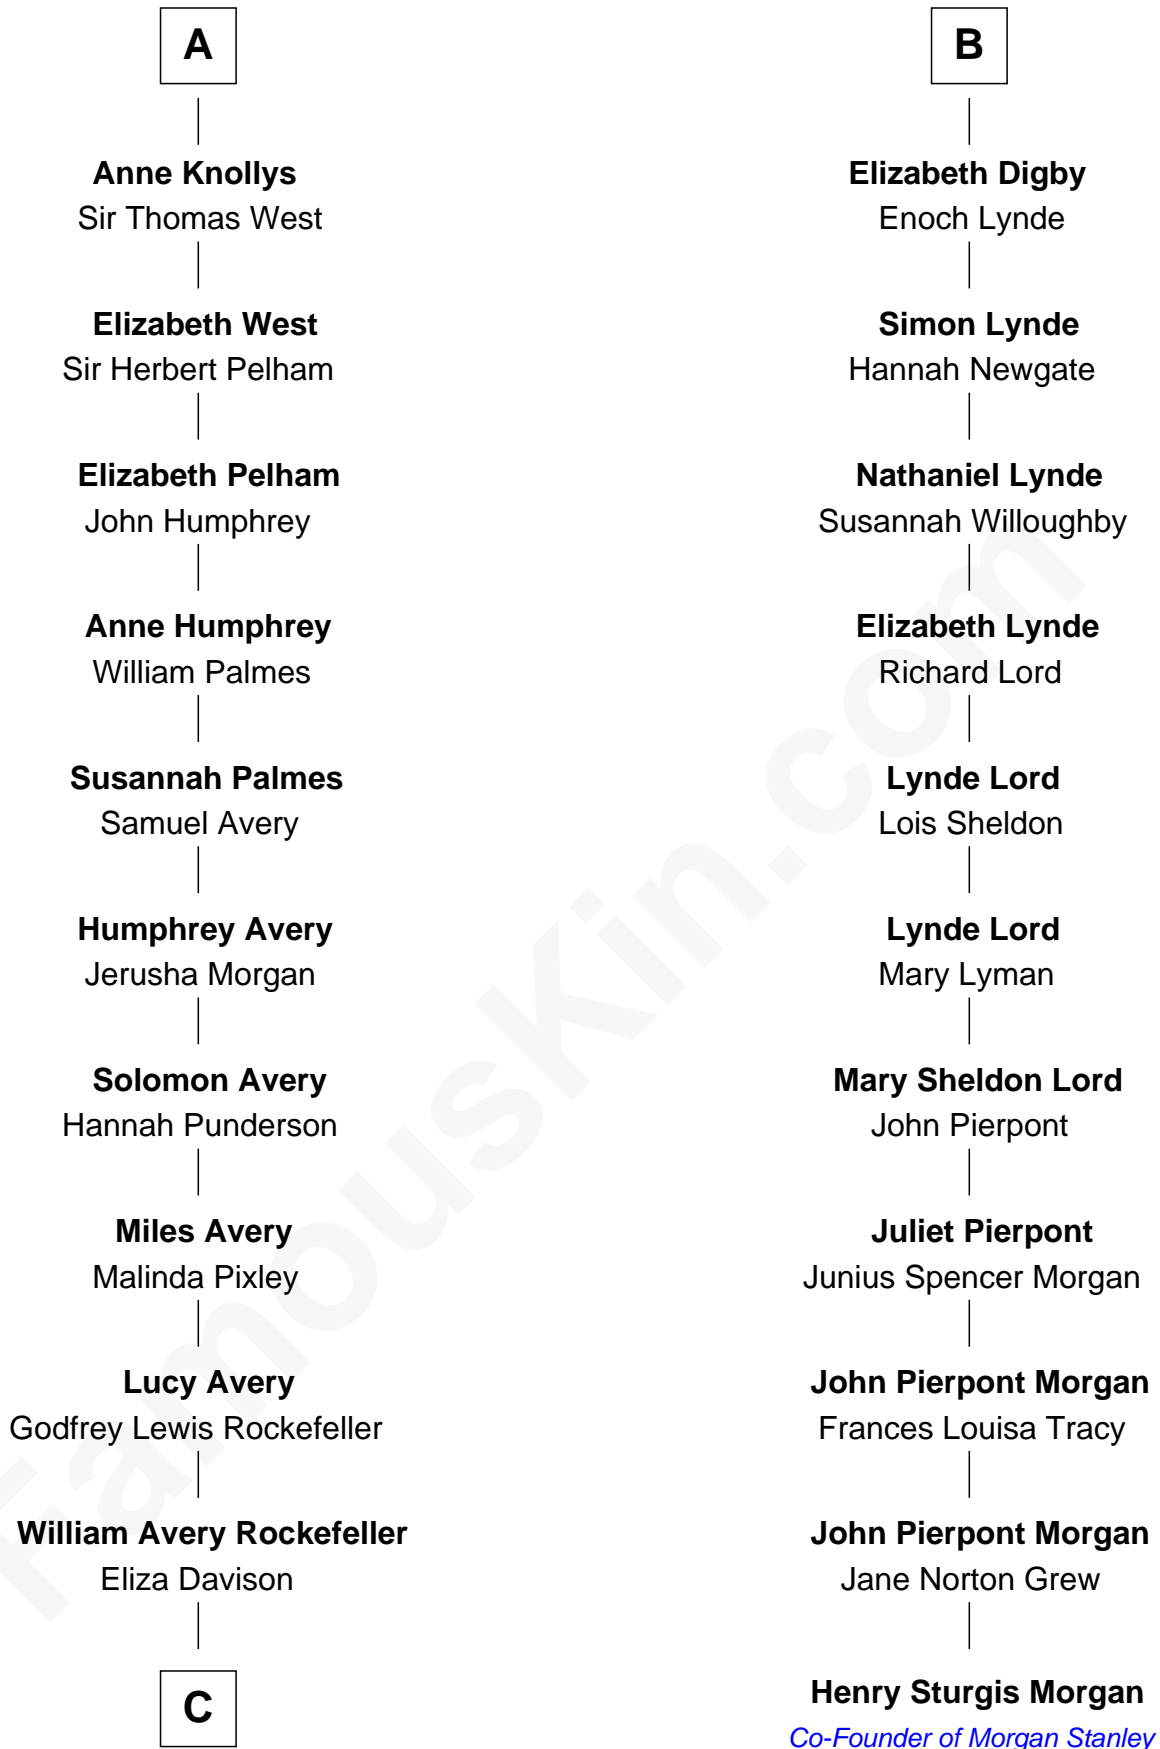 A
Anne Knollys
Sir Thomas West
Elizabeth West
Sir Herbert Pelham
Elizabeth Pelham
John Humphrey
Anne Humphrey
William Palmes
Susannah Palmes
Samuel Avery
Humphrey Avery
Jerusha Morgan
Solomon Avery
Hannah Punderson
Miles Avery
Malinda Pixley
Lucy Avery
Godfrey Lewis Rockefeller
William Avery Rockefeller
Eliza Davison
C
B
Elizabeth Digby
Enoch Lynde
Simon Lynde
Hannah Newgate
Nathaniel Lynde
Susannah Willoughby
Elizabeth Lynde
Richard Lord
Lynde Lord
Lois Sheldon
Lynde Lord
Mary Lyman
Mary Sheldon Lord
John Pierpont
Juliet Pierpont
Junius Spencer Morgan
John Pierpont Morgan
Frances Louisa Tracy
John Pierpont Morgan
Jane Norton Grew
Henry Sturgis Morgan
Co-Founder of Morgan Stanley
FamousKin.com